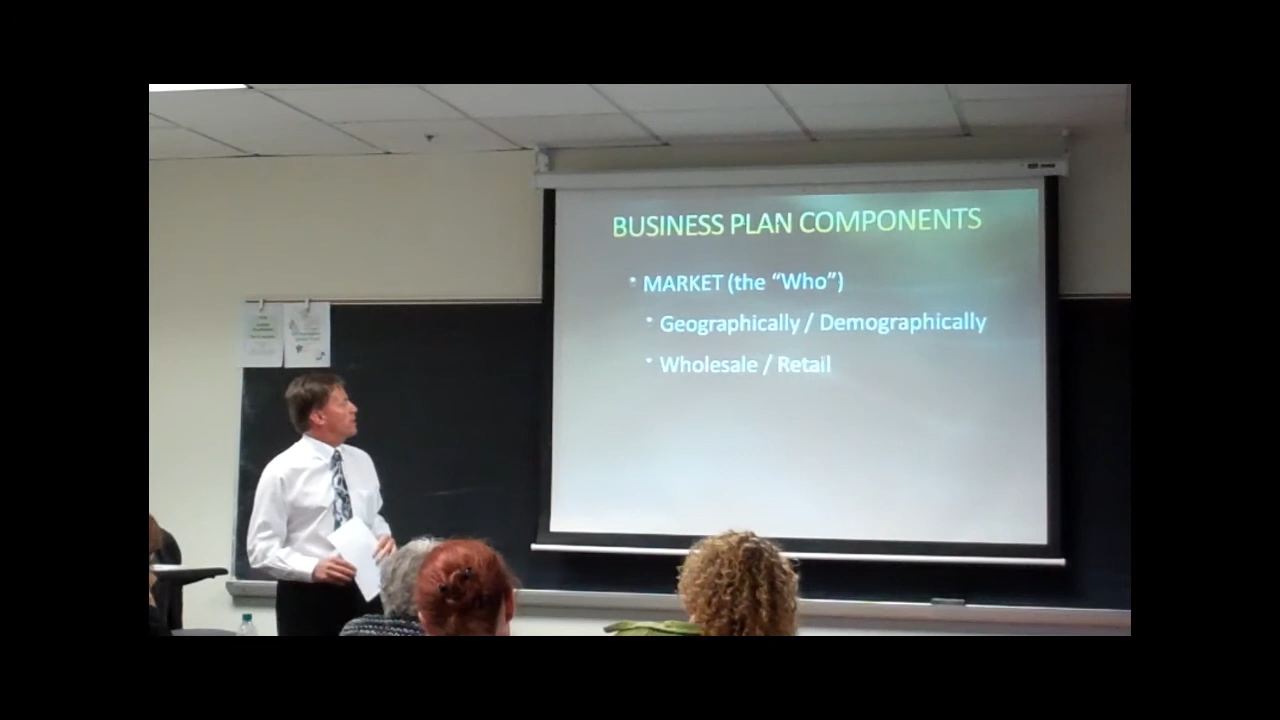 BUSINESS PLAN COMPONENTS
• MARKET (the “Who”)
• Geographically / Demographically
• Wholesale / Retail